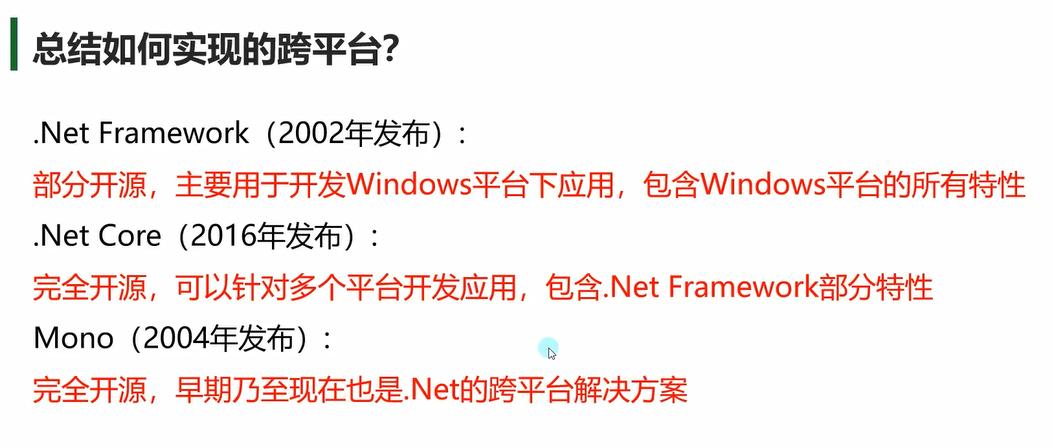 总结如何实现的跨平台?
.Net Framework（2002年发布）:
部分开源，主要用于开发Windows平台下应用，包含Windows平台的所有特性
.Net Core（2016年发布）:
完全开源，可以针对多个平台开发应用，包含.Net Framework部分特性
Mono（2004年发布）:
完全开源，早期乃至现在也是.Net的跨平台解决方案